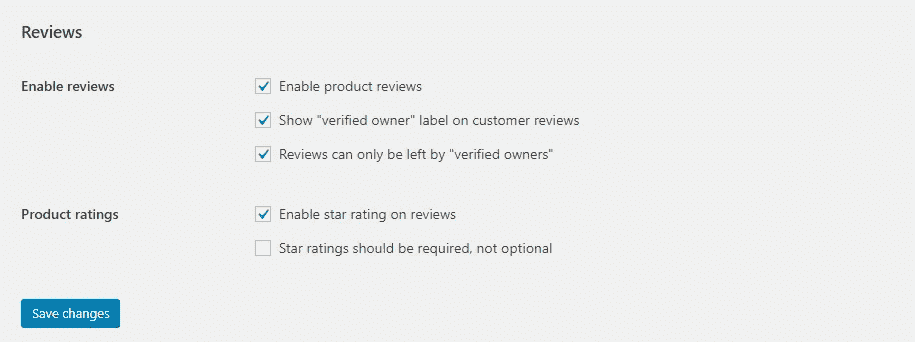 Reviews
Enable reviews
Enable product reviews
Show "verified owner" label on customer reviews
Reviews can only be left by "verified owners"
Product ratings
Enable star rating on reviews
Star ratings should be required, not optional
Save changes